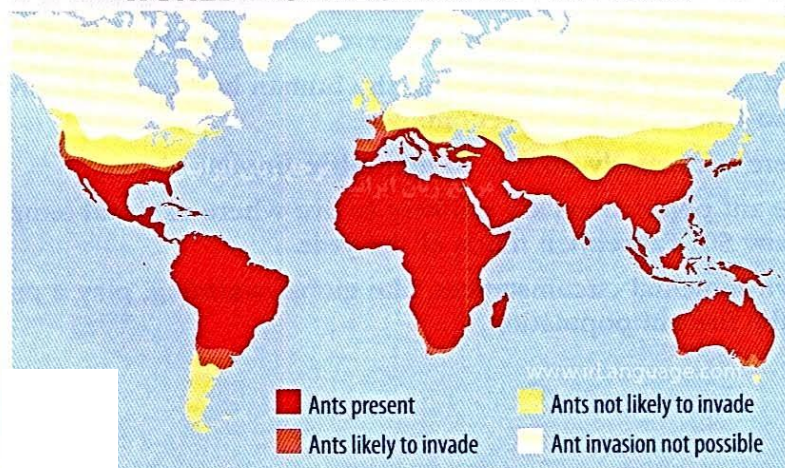 www.irLanguage.com
Ants present
Ants not likely to invade
Ants likely to invade
Ant invasion not possible